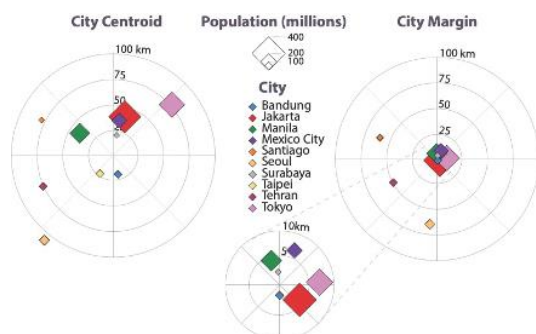 City Centroid
Population (millions)
City Margin
100 km
75
50
400
200
100
City
Bandung
Jakarta
Manila
Mexico City
Santiago
Seoul
Surabaya
Taipei
Tehran
Tokyo
100 km
75
50
25
10km
5